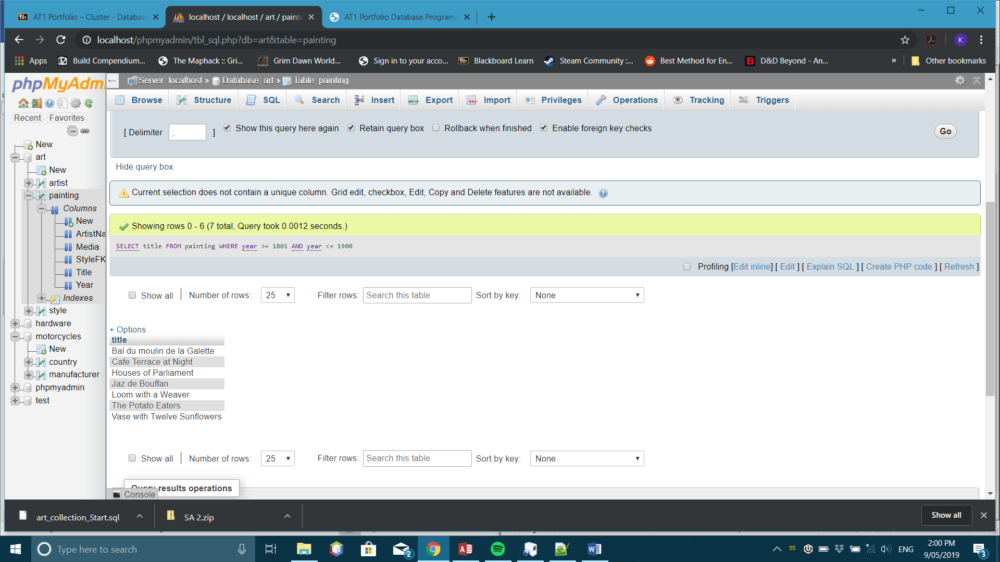 AT1 Portfolio – Cluster - Databas
localhost / localhost / art / painti
AT1 Portfolio Database Programm
localhost/phpmyadmin/tbl_sql.php?db=art&table=painting
K
Apps
Build Compendium...
The Maphack :: Gri...
Grim Dawn World...
Sign in to your acco...
Blackboard Learn
Steam Community :...
Best Method for En...
D&D Beyond - An...
»
Other bookmarks
phpMyAdm
Server: localhost » Database: art » Table: painting
Browse
Structure
SQL
Search
Insert
Export
Import
Privileges
Operations
Tracking
Triggers
Recent
Favorites
New
art
New
artist
painting
Columns
New
ArtistNa
Media
StyleFK
Title
Year
Indexes
style
hardware
motorcycles
New
country
manufacturer
phpmyadmin
test
[ Delimiter ; ] Show this query here again Retain query box Rollback when finished Enable foreign key checks
Go
Hide query box
Current selection does not contain a unique column. Grid edit, checkbox, Edit, Copy and Delete features are not available.
Showing rows 0 - 6 (7 total, Query took 0.0012 seconds.)
SELECT title FROM painting WHERE year >= 1801 AND year <= 1900
Profiling [Edit inline] [ Edit ] [ Explain SQL ] [ Create PHP code ] [ Refresh ]
Show all | Number of rows: 25 Filter rows: Search this table Sort by key: None
+ Options
title
Bal du moulin de la Galette
Cafe Terrace at Night
Houses of Parliament
Jaz de Bouffan
Loom with a Weaver
The Potato Eaters
Vase with Twelve Sunflowers
Show all | Number of rows: 25 Filter rows: Search this table Sort by key: None
Query results operations
Console
art_collection_Start.sql
SA 2.zip
Show all
Type here to search
2
55
ENG
2:00 PM
9/05/2019
3